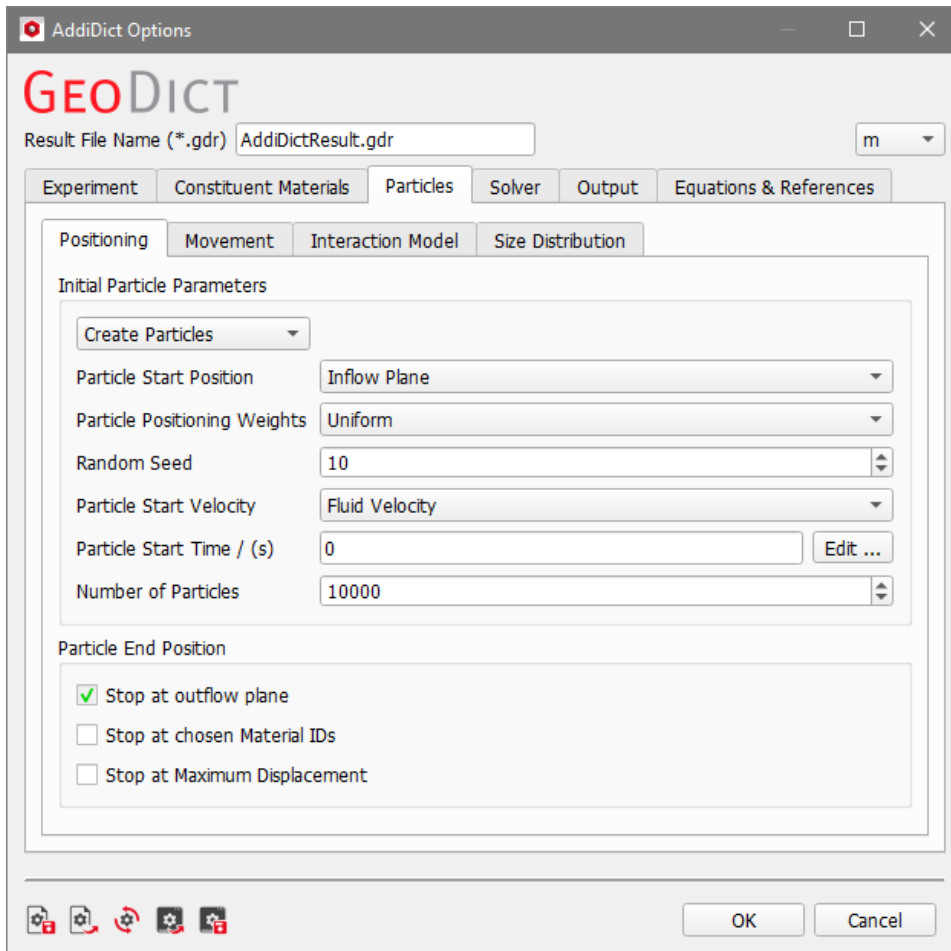 AddiDict Options
GEODICT
Result File Name (*.gdr) AddiDictResult.gdr m
Experiment Constituent Materials Particles Solver Output Equations & References
Positioning Movement Interaction Model Size Distribution
Initial Particle Parameters
Create Particles
Particle Start Position Inflow Plane
Particle Positioning Weights Uniform
Random Seed 10
Particle Start Velocity Fluid Velocity
Particle Start Time / (s) 0 Edit ...
Number of Particles 10000
Particle End Position
Stop at outflow plane
Stop at chosen Material IDs
Stop at Maximum Displacement
OK Cancel